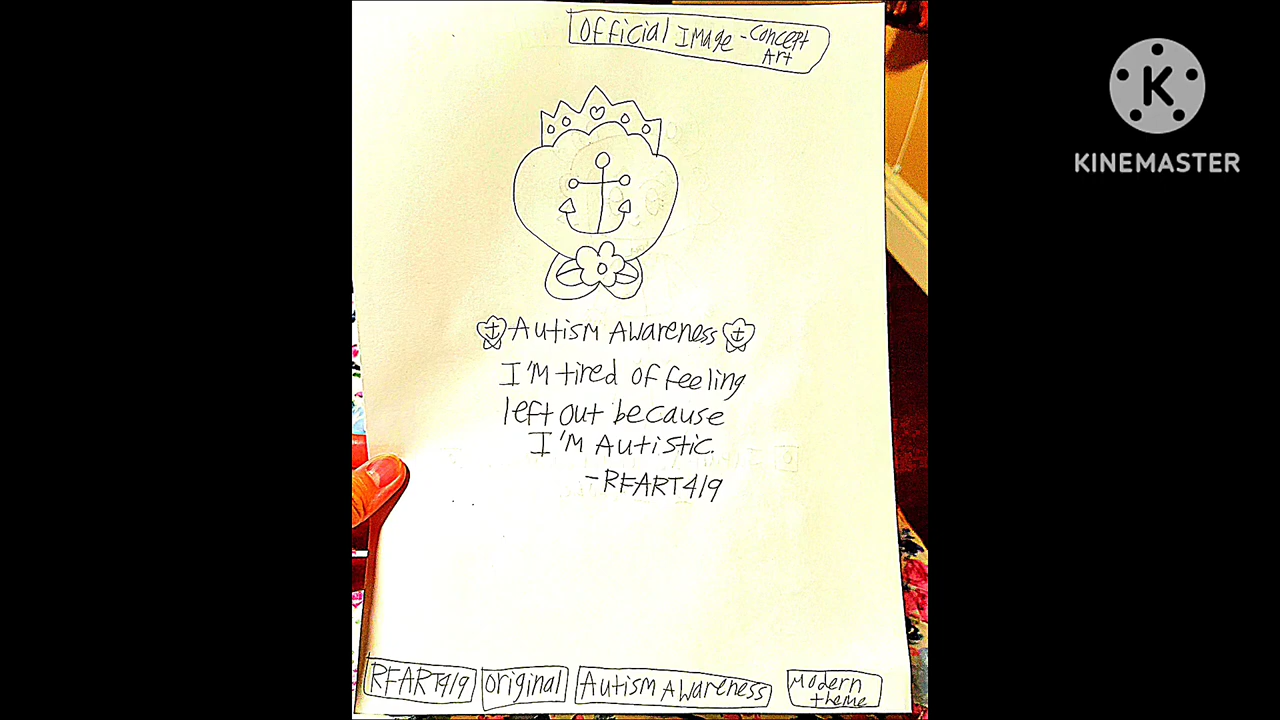 Official Image - Concept
Art
K
KINEMASTER
Autism Awareness
I'm tired of feeling
left out because
I'm Autistic.
-RFART419
RFART419
Original
Autism Awareness
Modern
theme